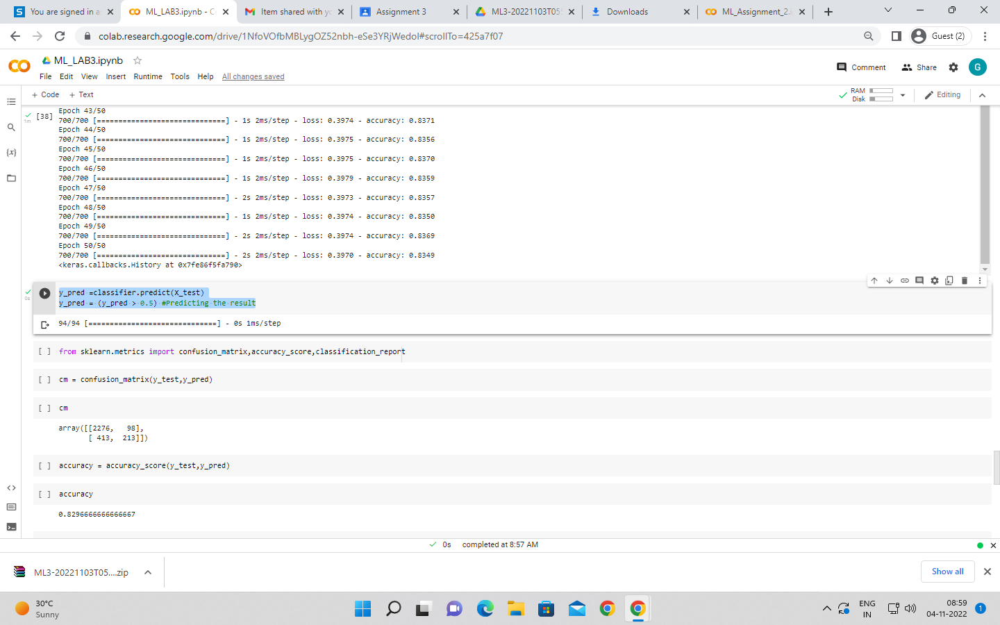 You are signed in a
ML_LAB3.ipynb - C
Item shared with yo
Assignment 3
ML3-20221103T05
Downloads
ML_Assignment_2.i
colab.research.google.com/drive/1NfoVOfbMBLygOZ52nbh-eSe3YRjWedoI#scrollTo=425a7f07
Guest (2)
ML_LAB3.ipynb
File Edit View Insert Runtime Tools Help All changes saved
Comment Share G
+ Code + Text
RAM
Disk
Editing
Epoch 43/50
[38]
1m
700/700 [==============================] - 1s 2ms/step - loss: 0.3974 - accuracy: 0.8371
Epoch 44/50
700/700 [==============================] - 1s 2ms/step - loss: 0.3975 - accuracy: 0.8356
Epoch 45/50
700/700 [==============================] - 1s 2ms/step - loss: 0.3975 - accuracy: 0.8370
Epoch 46/50
700/700 [==============================] - 1s 2ms/step - loss: 0.3979 - accuracy: 0.8359
Epoch 47/50
700/700 [==============================] - 2s 2ms/step - loss: 0.3973 - accuracy: 0.8357
Epoch 48/50
700/700 [==============================] - 1s 2ms/step - loss: 0.3974 - accuracy: 0.8350
Epoch 49/50
700/700 [==============================] - 2s 2ms/step - loss: 0.3974 - accuracy: 0.8369
Epoch 50/50
700/700 [==============================] - 2s 2ms/step - loss: 0.3970 - accuracy: 0.8349
<keras.callbacks.History at 0x7fe86f5fa790>
0s
y_pred =classifier.predict(X_test)
y_pred = (y_pred > 0.5) #Predicting the result
94/94 [==============================] - 0s 1ms/step
[ ] from sklearn.metrics import confusion_matrix,accuracy_score,classification_report
[ ] cm = confusion_matrix(y_test,y_pred)
[ ] cm
array([[2276, 98],
[ 413, 213]])
[ ] accuracy = accuracy_score(y_test,y_pred)
[ ] accuracy
0.8296666666666667
0s completed at 8:57 AM
ML3-20221103T05....zip
Show all
30°C
Sunny
ENG
IN
08:59
04-11-2022
1